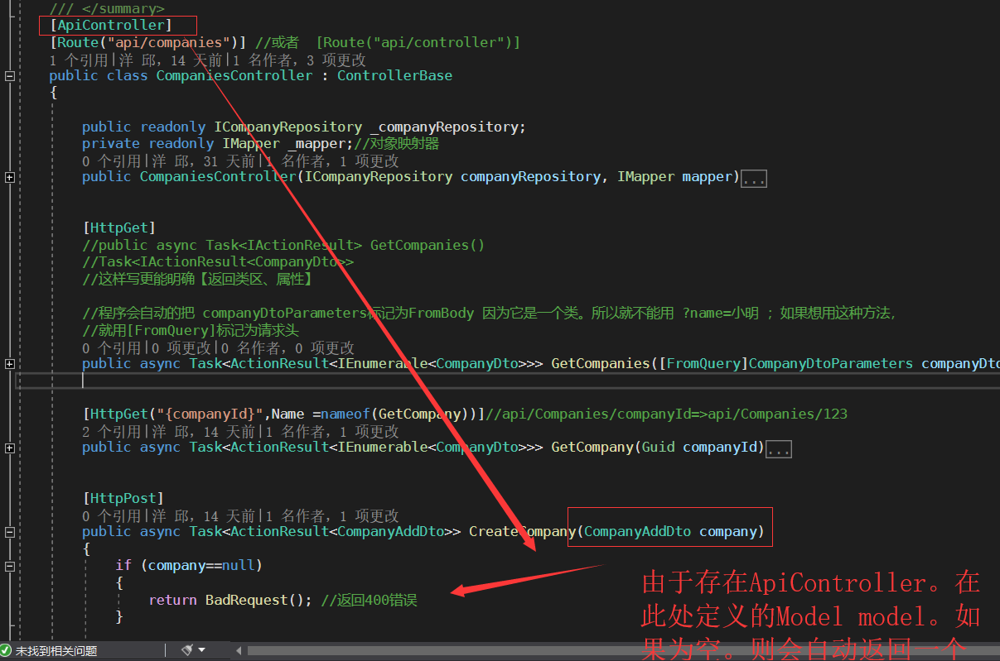 /// </summary>
[ApiController]
[Route("api/companies")] //或者  [Route("api/controller")]
1 个引用|洋 邱，14 天前|1 名作者，3 项更改
public class CompaniesController : ControllerBase
{
public readonly ICompanyRepository _companyRepository;
private readonly IMapper _mapper;//对象映射器
0 个引用|洋 邱，31 天前|1 名作者，1 项更改
public CompaniesController(ICompanyRepository companyRepository, IMapper mapper)...
[HttpGet]
//public async Task<IActionResult> GetCompanies()
//Task<IActionResult<CompanyDto>>
//这样写更能明确【返回类区、属性】
//程序会自动的把 companyDtoParameters标记为FromBody 因为它是一个类。所以就不能用 ?name=小明 ；如果想用这种方法，
//就用[FromQuery]标记为请求头
0 个引用|0 项更改|0 名作者，0 项更改
public async Task<ActionResult<IEnumerable<CompanyDto>>> GetCompanies([FromQuery]CompanyDtoParameters companyDto
[HttpGet("{companyId}",Name =nameof(GetCompany))]//api/Companies/companyId=>api/Companies/123
2 个引用|洋 邱，14 天前|1 名作者，1 项更改
public async Task<ActionResult<IEnumerable<CompanyDto>>> GetCompany(Guid companyId)...
[HttpPost]
0 个引用|洋 邱，14 天前|1 名作者，1 项更改
public async Task<ActionResult<CompanyAddDto>> CreateCompany(CompanyAddDto company)
{
if (company==null)
{
return BadRequest(); //返回400错误
}
由于存在ApiController。在
此处定义的Model model。如
果为空。则会自动返回一个
未找到相关问题